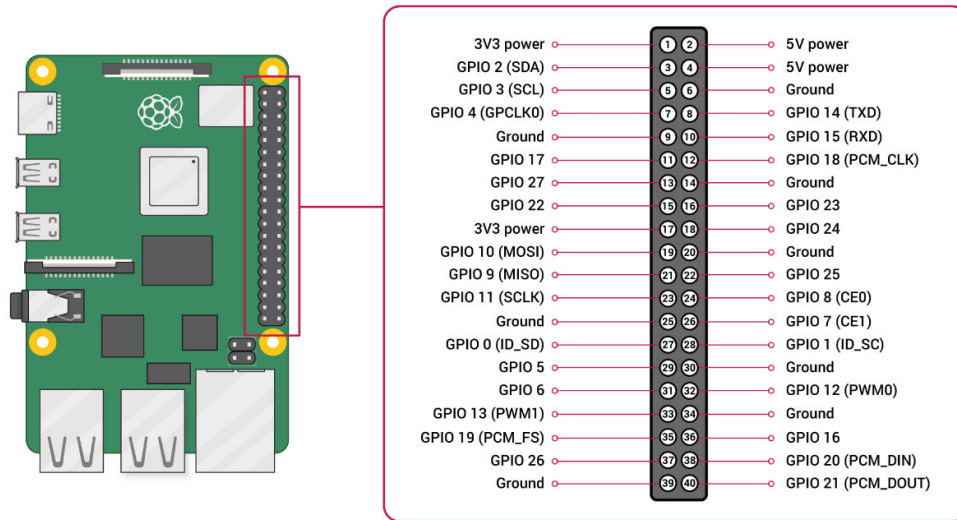 3V3 power 1 2 5V power
GPIO 2 (SDA) 3 4 5V power
GPIO 3 (SCL) 5 6 Ground
GPIO 4 (GPCLK0) 7 8 GPIO 14 (TXD)
Ground 9 10 GPIO 15 (RXD)
GPIO 17 11 12 GPIO 18 (PCM_CLK)
GPIO 27 13 14 Ground
GPIO 22 15 16 GPIO 23
3V3 power 17 18 GPIO 24
GPIO 10 (MOSI) 19 20 Ground
GPIO 9 (MISO) 21 22 GPIO 25
GPIO 11 (SCLK) 23 24 GPIO 8 (CE0)
Ground 25 26 GPIO 7 (CE1)
GPIO 0 (ID_SD) 27 28 GPIO 1 (ID_SC)
GPIO 5 29 30 Ground
GPIO 6 31 32 GPIO 12 (PWM0)
GPIO 13 (PWM1) 33 34 Ground
GPIO 19 (PCM_FS) 35 36 GPIO 16
GPIO 26 37 38 GPIO 20 (PCM_DIN)
Ground 39 40 GPIO 21 (PCM_DOUT)